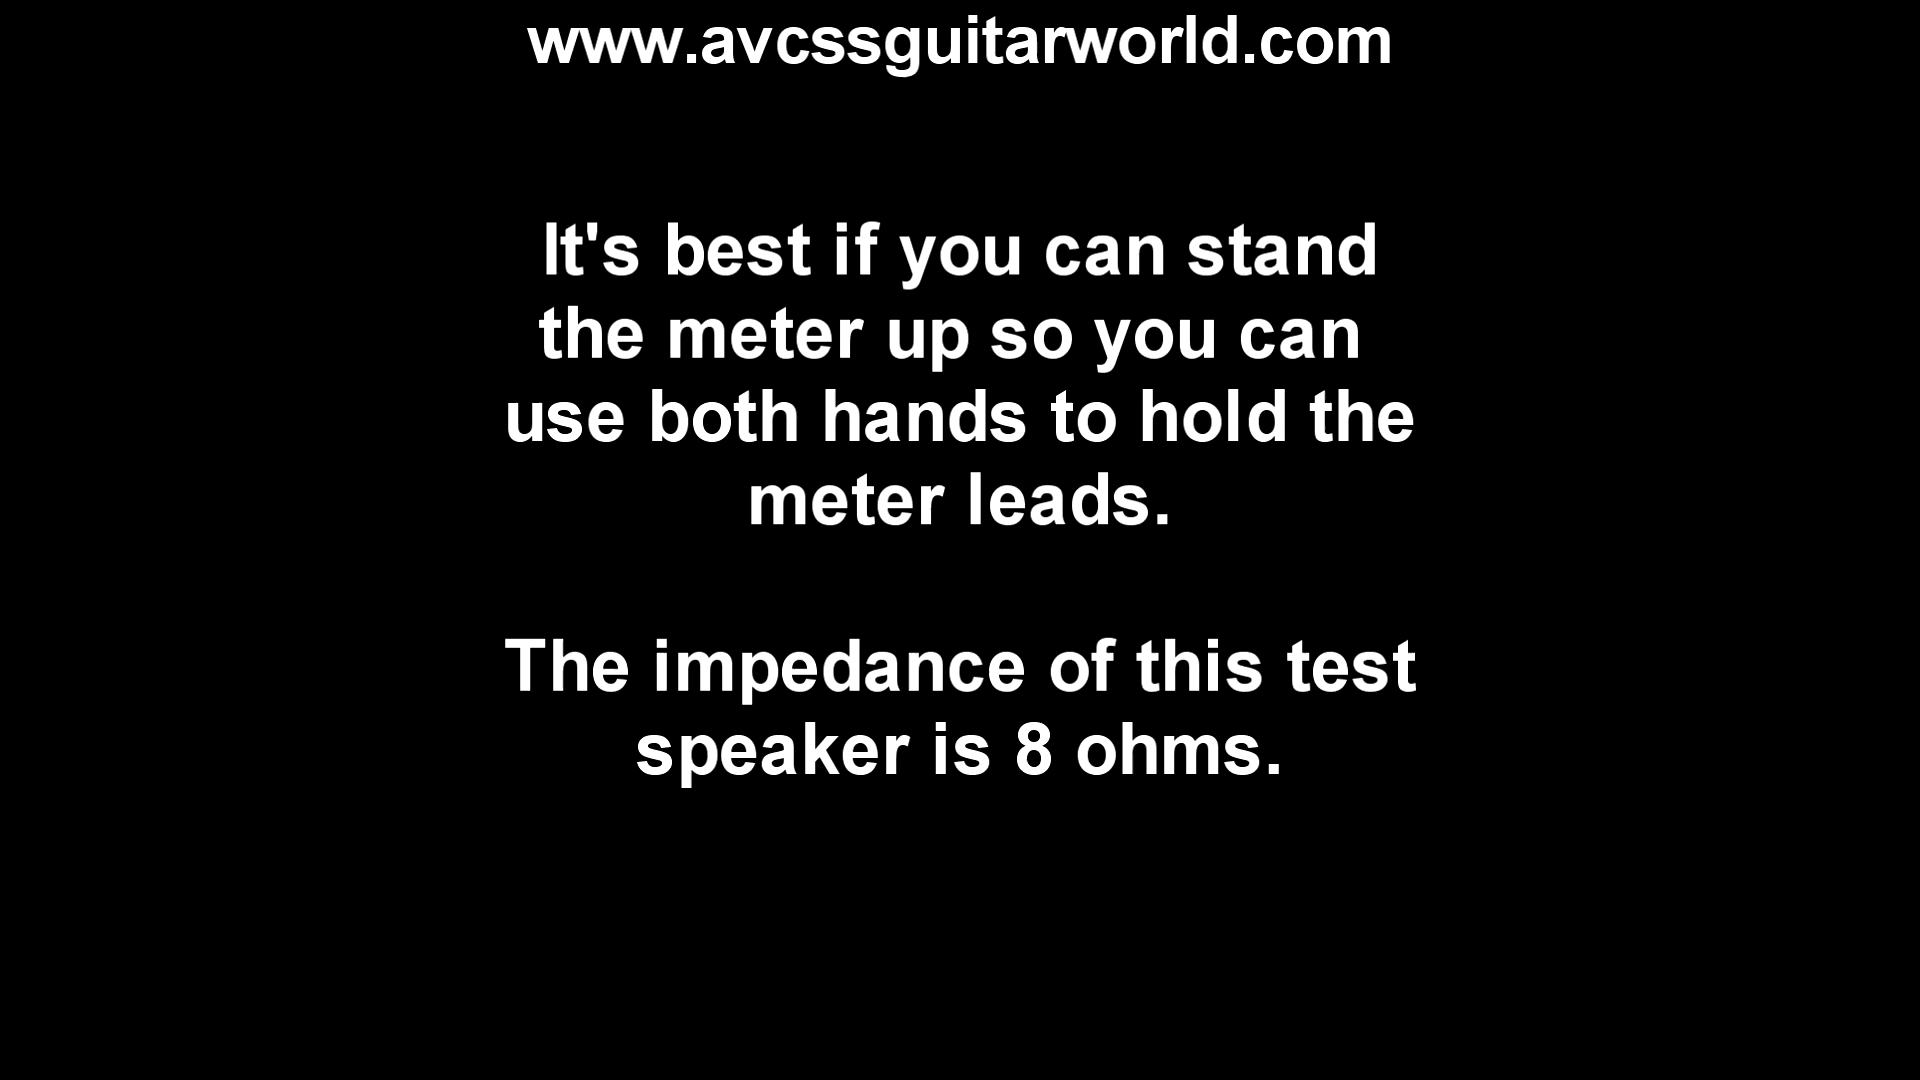 www.avcssguitarworld.com
It's best if you can stand
the meter up so you can
use both hands to hold the
meter leads.
The impedance of this test
speaker is 8 ohms.